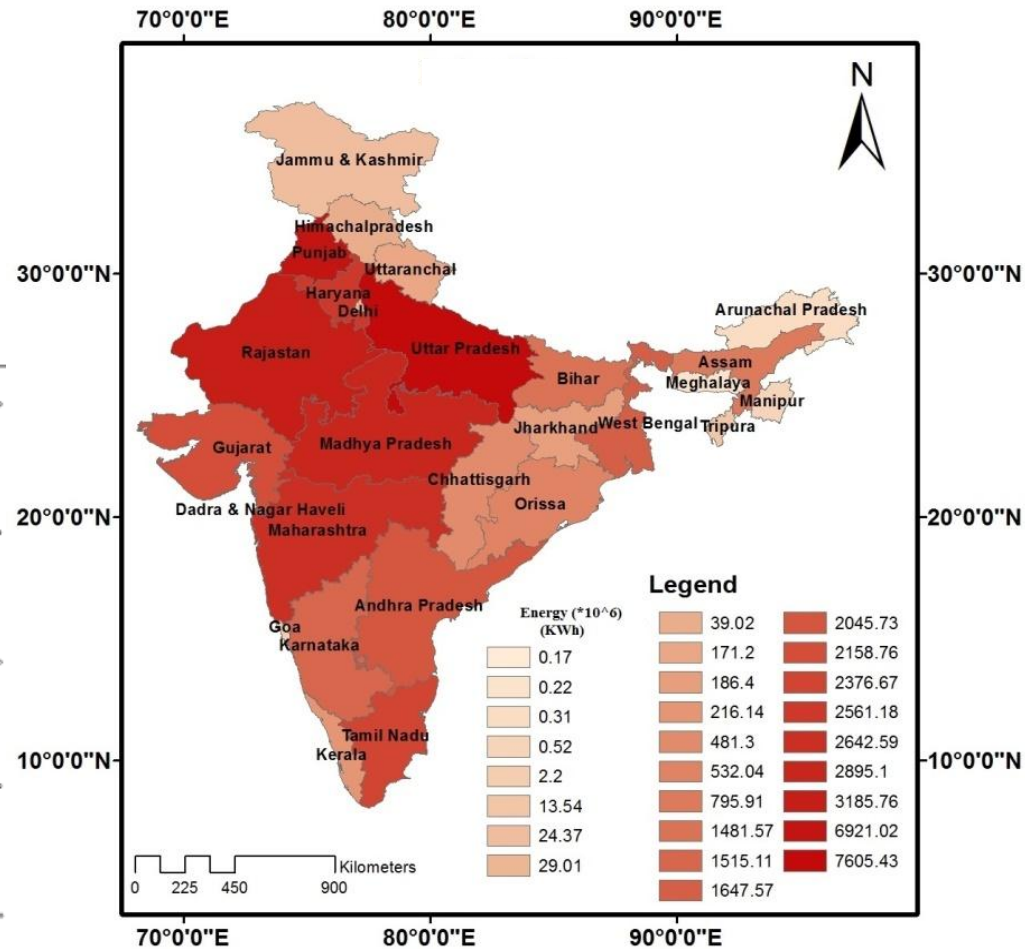 70°0'0"E 80°0'0"E 90°0'0"E
N
Jammu & Kashmir
Himachalpradesh
Punjab
Uttaranchal
30°0'0"N 30°0'0"N
Haryana
Delhi
Arunachal Pradesh
Rajastan
Uttar Pradesh
Assam
Bihar
Meghalaya
Manipur
Jharkhand
West Bengal
Tripura
Madhya Pradesh
Gujarat
Chhattisgarh
Orissa
Dadra & Nagar Haveli
20°0'0"N 20°0'0"N
Maharashtra
Andhra Pradesh
Goa
Karnataka
Tamil Nadu
Kerala
10°0'0"N 10°0'0"N
Legend
Energy (*10^6)
(KWh)
0.17
0.22
0.31
0.52
2.2
13.54
24.37
29.01
39.02
171.2
186.4
216.14
481.3
532.04
795.91
1481.57
1515.11
1647.57
2045.73
2158.76
2376.67
2561.18
2642.59
2895.1
3185.76
6921.02
7605.43
Kilometers
0 225 450 900
70°0'0"E 80°0'0"E 90°0'0"E